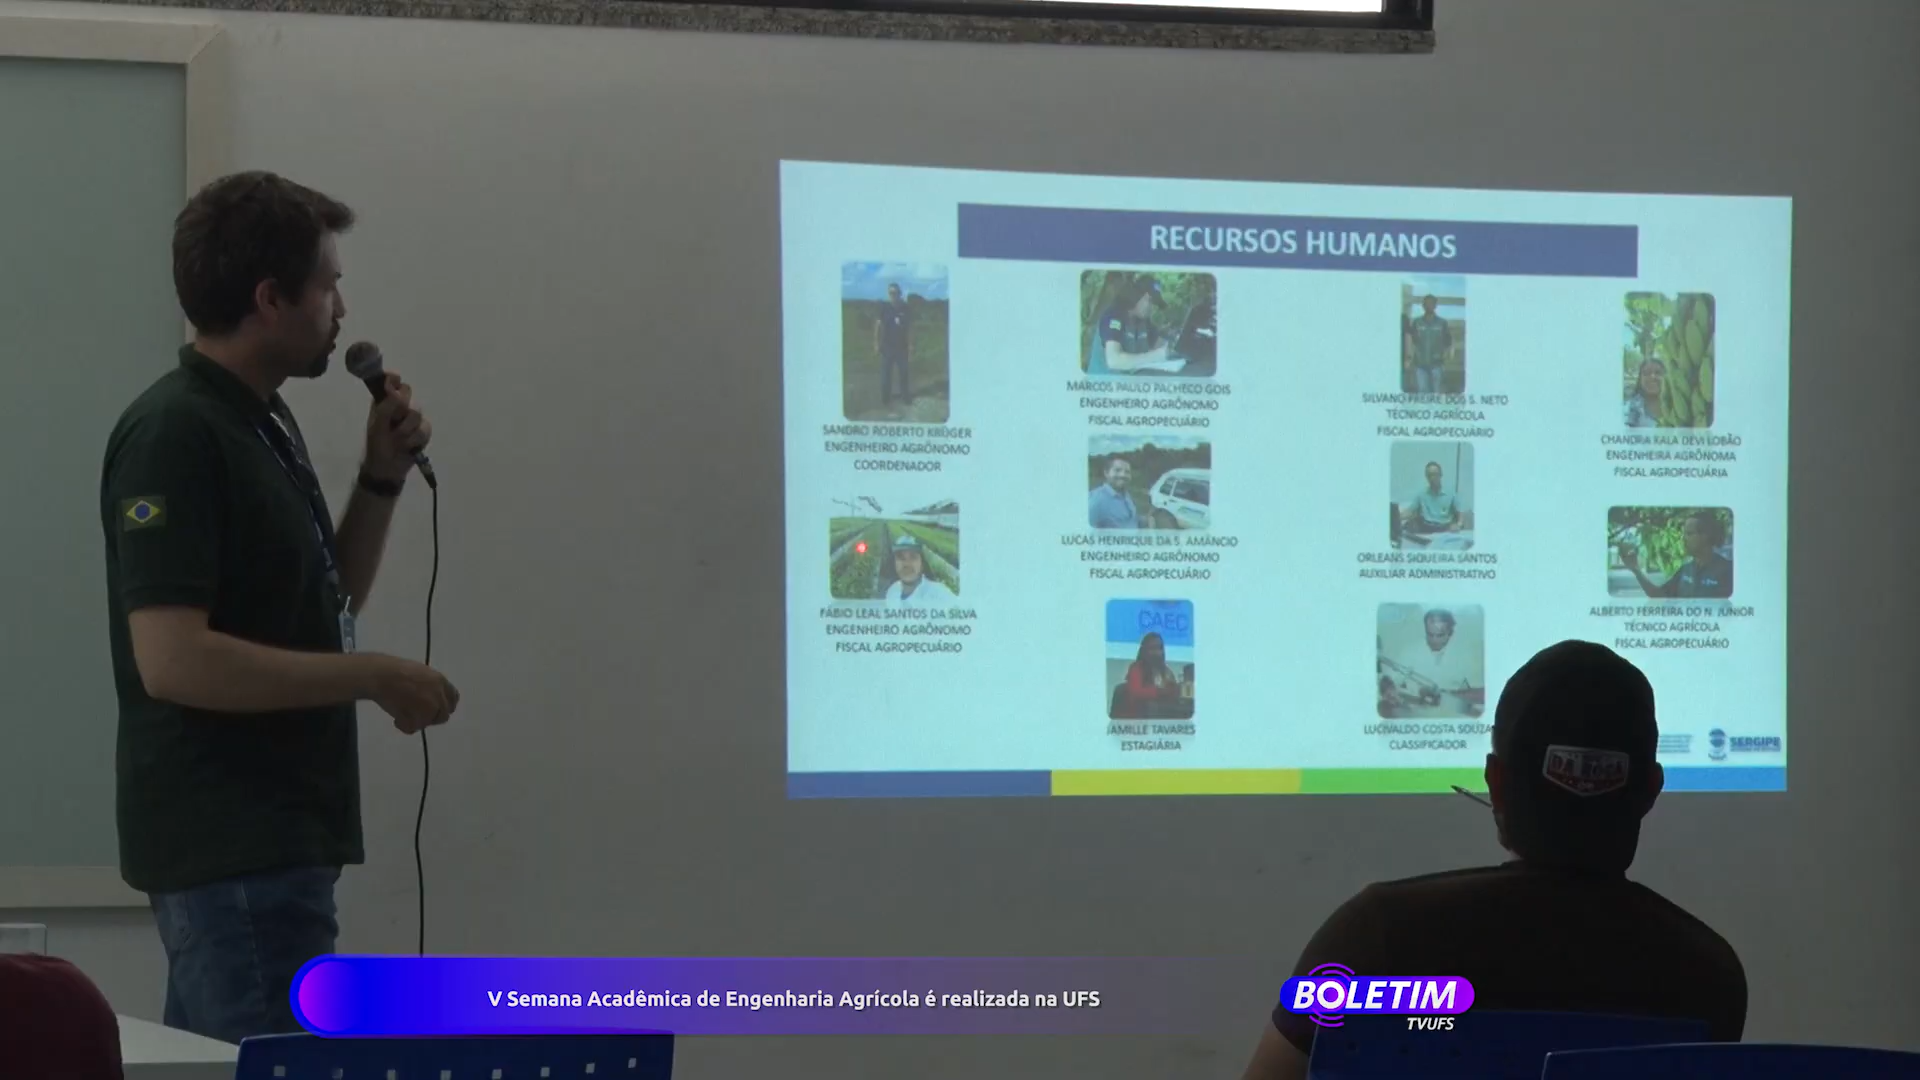 RECURSOS HUMANOS
SANDRO ROBERTO KRÜGER
ENGENHEIRO AGRÔNOMO
COORDENADOR
MARCOS PAULO PACHECO GOIS
ENGENHEIRO AGRÔNOMO
FISCAL AGROPECUÁRIO
SILVANO FREIRE DOS S. NETO
TÉCNICO AGRÍCOLA
FISCAL AGROPECUÁRIO
CHANDRA KALA DEVI LOBÃO
ENGENHEIRA AGRÔNOMA
FISCAL AGROPECUÁRIA
FÁBIO LEAL SANTOS DA SILVA
ENGENHEIRO AGRÔNOMO
FISCAL AGROPECUÁRIO
LUCAS HENRIQUE DA S. AMÂNCIO
ENGENHEIRO AGRÔNOMO
FISCAL AGROPECUÁRIO
ORLEANS SIQUEIRA SANTOS
AUXILIAR ADMINISTRATIVO
ALBERTO FERREIRA DO N. JUNIOR
TÉCNICO AGRÍCOLA
FISCAL AGROPECUÁRIO
CAEC
JAMILLE TAVARES
ESTAGIÁRIA
LUCIVALDO COSTA SOUZA
CLASSIFICADOR
SERGIPE
DA ROÇA
V Semana Acadêmica de Engenharia Agrícola é realizada na UFS
BOLETIM
TVUFS